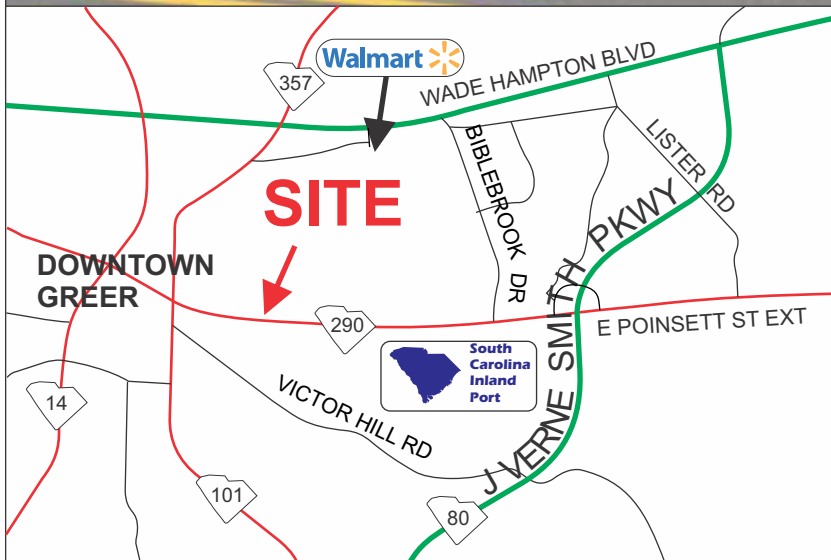 Walmart
357
WADE HAMPTON BLVD
BIBLEBROOK DR
LISTER RD
SITE
J VERNE SMITH PKWY
DOWNTOWN
GREER
290
E POINSETT ST EXT
South
Carolina
Inland
Port
VICTOR HILL RD
14
101
80